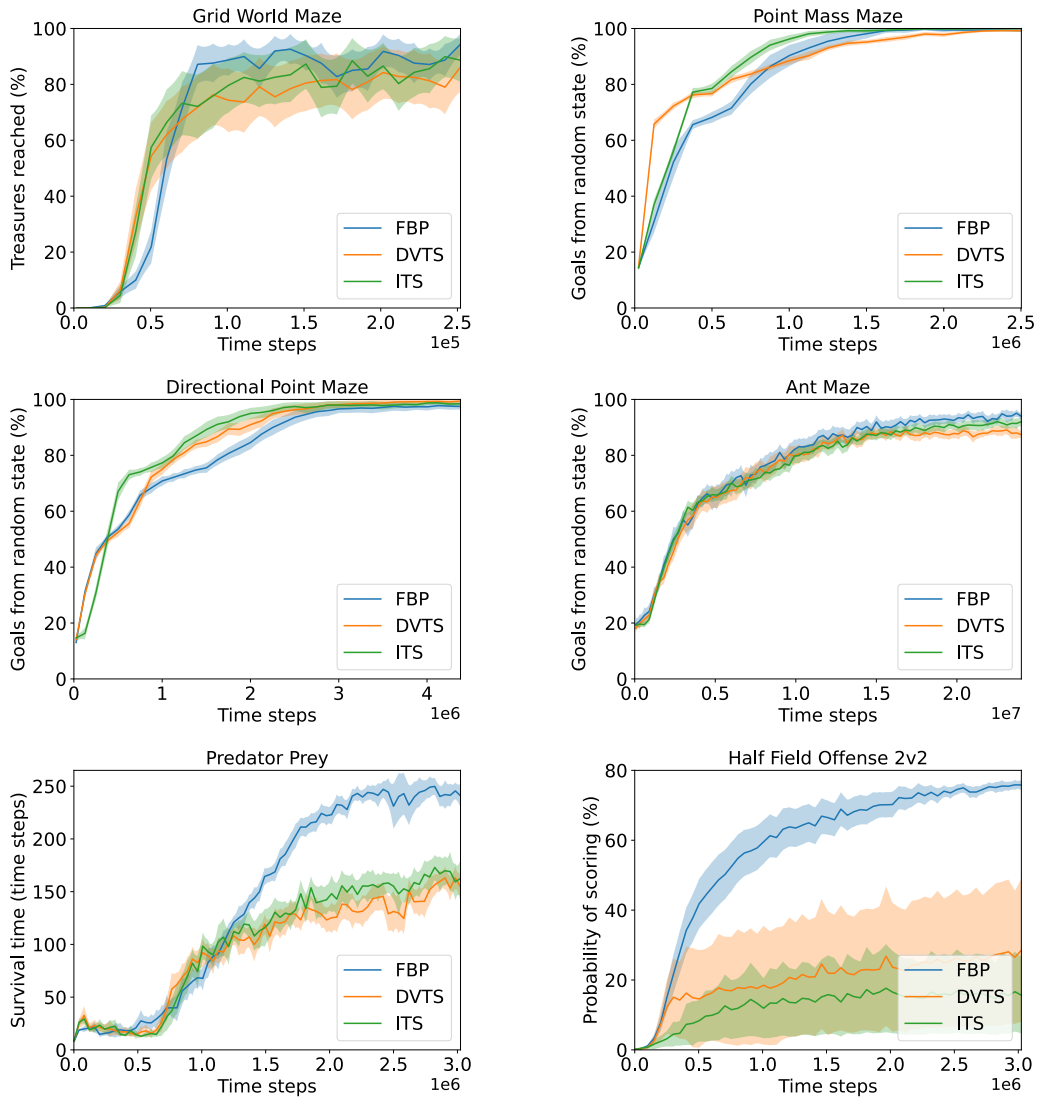 Grid World Maze
Treasures reached (%)
100
80
60
40
20
0
FBP
DVTS
ITS
0.0 0.5 1.0 1.5 2.0 2.5
Time steps
1e5
Point Mass Maze
Goals from random state (%)
100
80
60
40
20
0
FBP
DVTS
ITS
0.0 0.5 1.0 1.5 2.0 2.5
Time steps
1e6
Directional Point Maze
Goals from random state (%)
100
80
60
40
20
0
FBP
DVTS
ITS
0 1 2 3 4
Time steps
1e6
Ant Maze
Goals from random state (%)
100
80
60
40
20
0
FBP
DVTS
ITS
0.0 0.5 1.0 1.5 2.0
Time steps
1e7
Predator Prey
Survival time (time steps)
250
200
150
100
50
0
FBP
DVTS
ITS
0.0 0.5 1.0 1.5 2.0 2.5 3.0
Time steps
1e6
Half Field Offense 2v2
Probability of scoring (%)
80
60
40
20
0
FBP
DVTS
ITS
0.0 0.5 1.0 1.5 2.0 2.5 3.0
Time steps
1e6